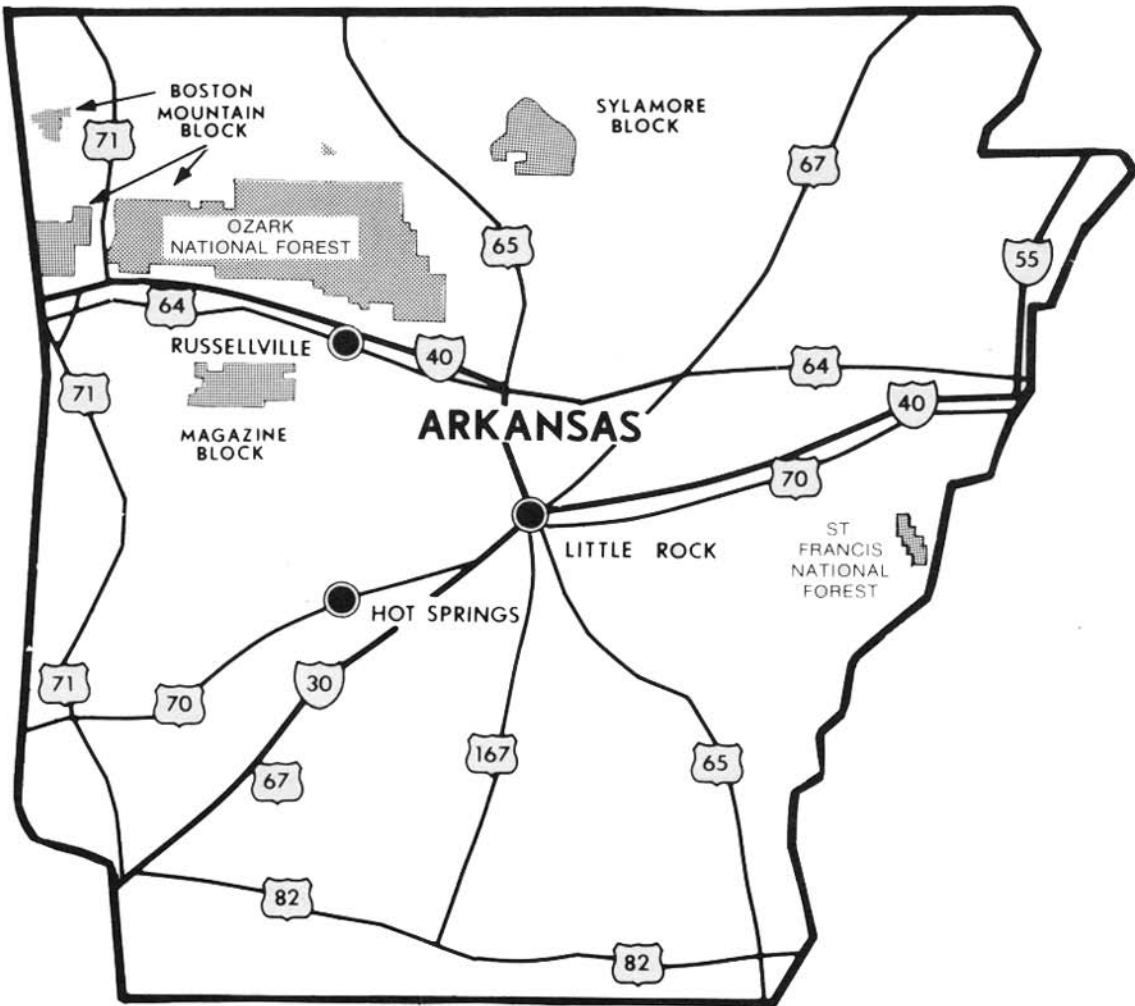 BOSTON
MOUNTAIN
BLOCK
71
SYLAMORE
BLOCK
67
OZARK
NATIONAL FOREST
65
55
64
RUSSELLVILLE
40
64
71
40
ARKANSAS
MAGAZINE
BLOCK
70
LITTLE ROCK
ST
FRANCIS
NATIONAL
FOREST
HOT SPRINGS
71
70
30
67
167
65
82
82